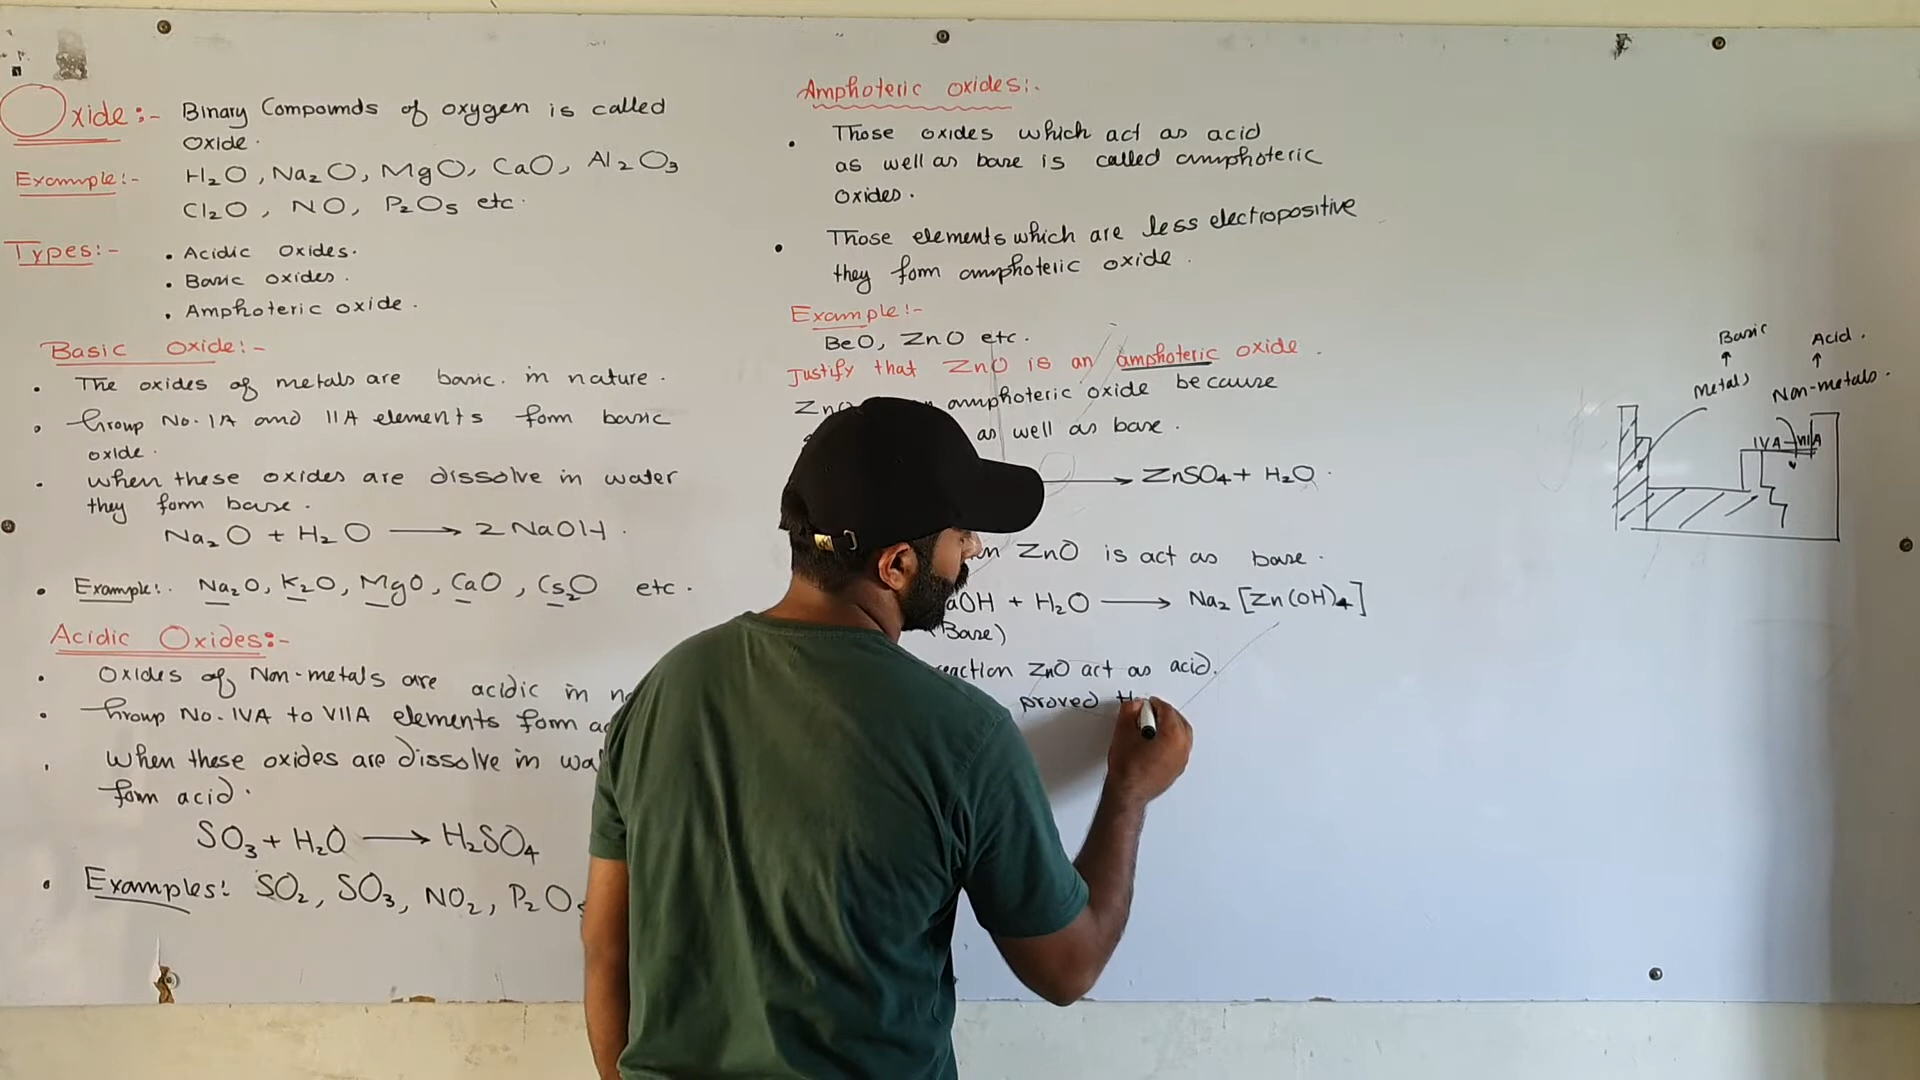 Oxide:- Binary Compounds of oxygen is called
oxide.
Example:- H₂O, Na₂O, MgO, CaO, Al₂O₃
Cl₂O, NO, P₂O₅ etc.
Types:- • Acidic Oxides.
• Basic oxides.
• Amphoteric oxide.
Basic Oxide:-
• The oxides of metals are basic. in nature.
• Group No. IA and IIA elements form basic
oxide.
• when these oxides are dissolve in water
they form base.
Na₂O + H₂O ⟶ 2 NaOH.
• Example:. Na₂O, K₂O, MgO, CaO, Cs₂O etc.
Acidic Oxides:-
• Oxides of Non-metals are acidic in
• Group No. IVA to VIIA elements form
• When these oxides are dissolve in
form acid.
SO₃ + H₂O ⟶ H₂SO₄
• Examples: SO₂, SO₃, NO₂, P₂O₅
Amphoteric oxides:-
• Those oxides which act as acid
as well as base is called amphoteric
oxides.
• Those elements which are less electropositive
they form amphoteric oxide.
Example:-
BeO, ZnO etc.
Justify that ZnO is an amphoteric oxide.
amphoteric oxide because
as well as base.
⟶ ZnSO₄ + H₂O.
ZnO is act as base.
OH + H₂O ⟶ Na₂ [Zn(OH)₄]
(Base)
ZnO act as acid.
proved
Basic
↑
Metals
Acid.
↑
Non-metals.
IVA - VIIA